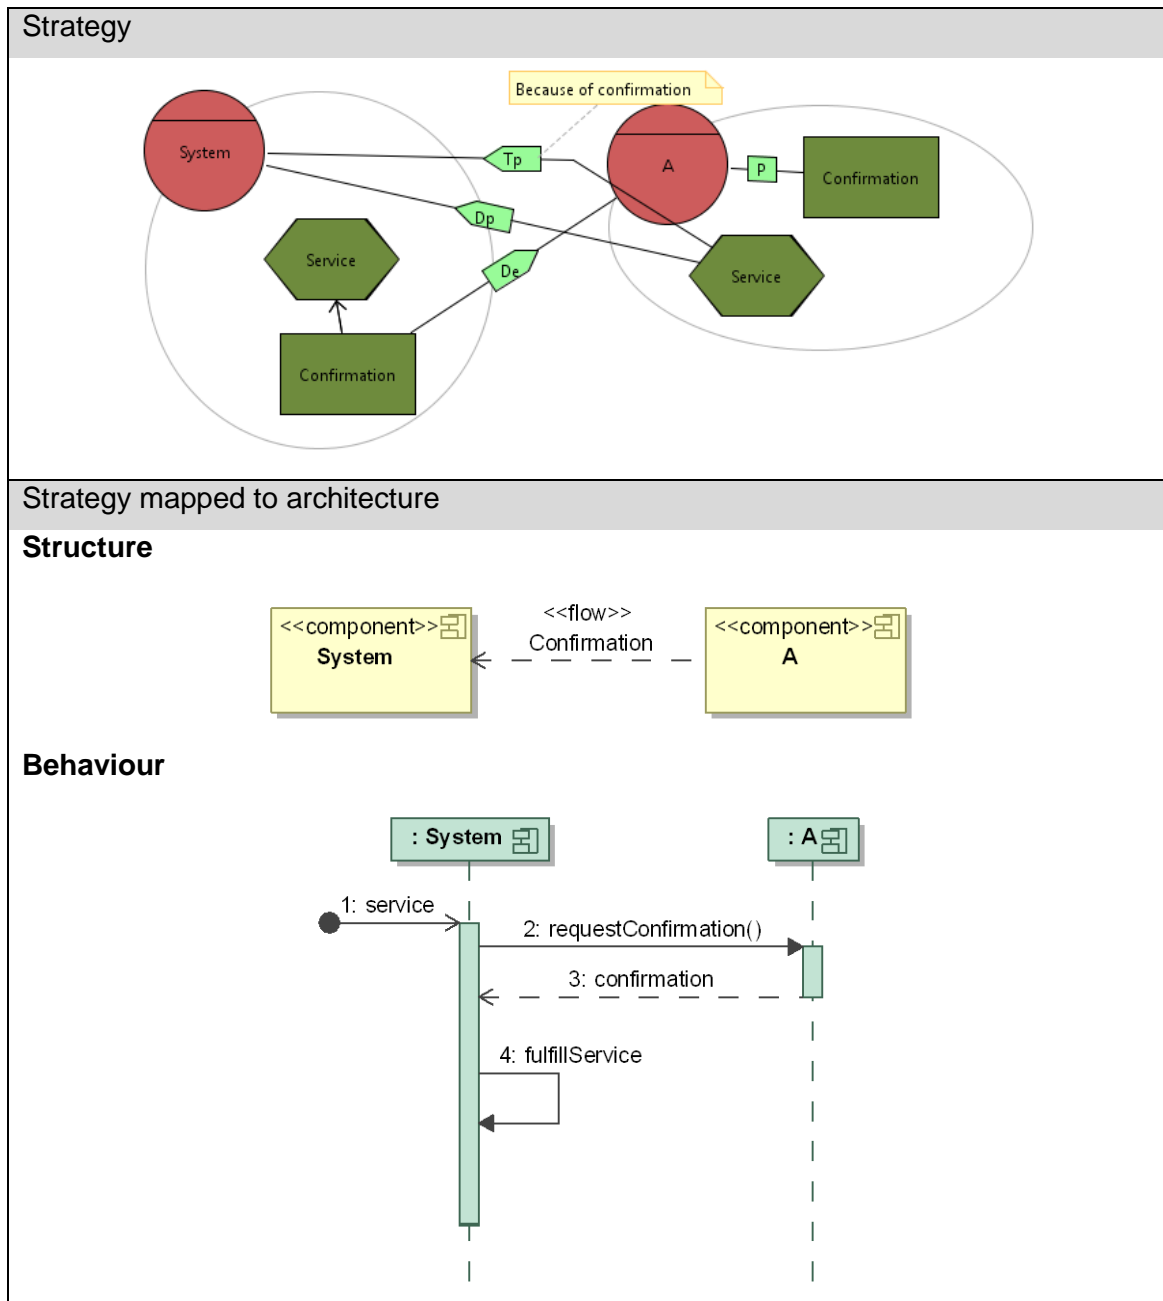 Strategy
Because of confirmation
System
Tp
A
P
Confirmation
Dp
Service
De
Service
Confirmation
Strategy mapped to architecture
Structure
<<component>>
System
<<flow>>
Confirmation
<<component>>
A
Behaviour
: System
: A
1: service
2: requestConfirmation()
3: confirmation
4: fulfillService